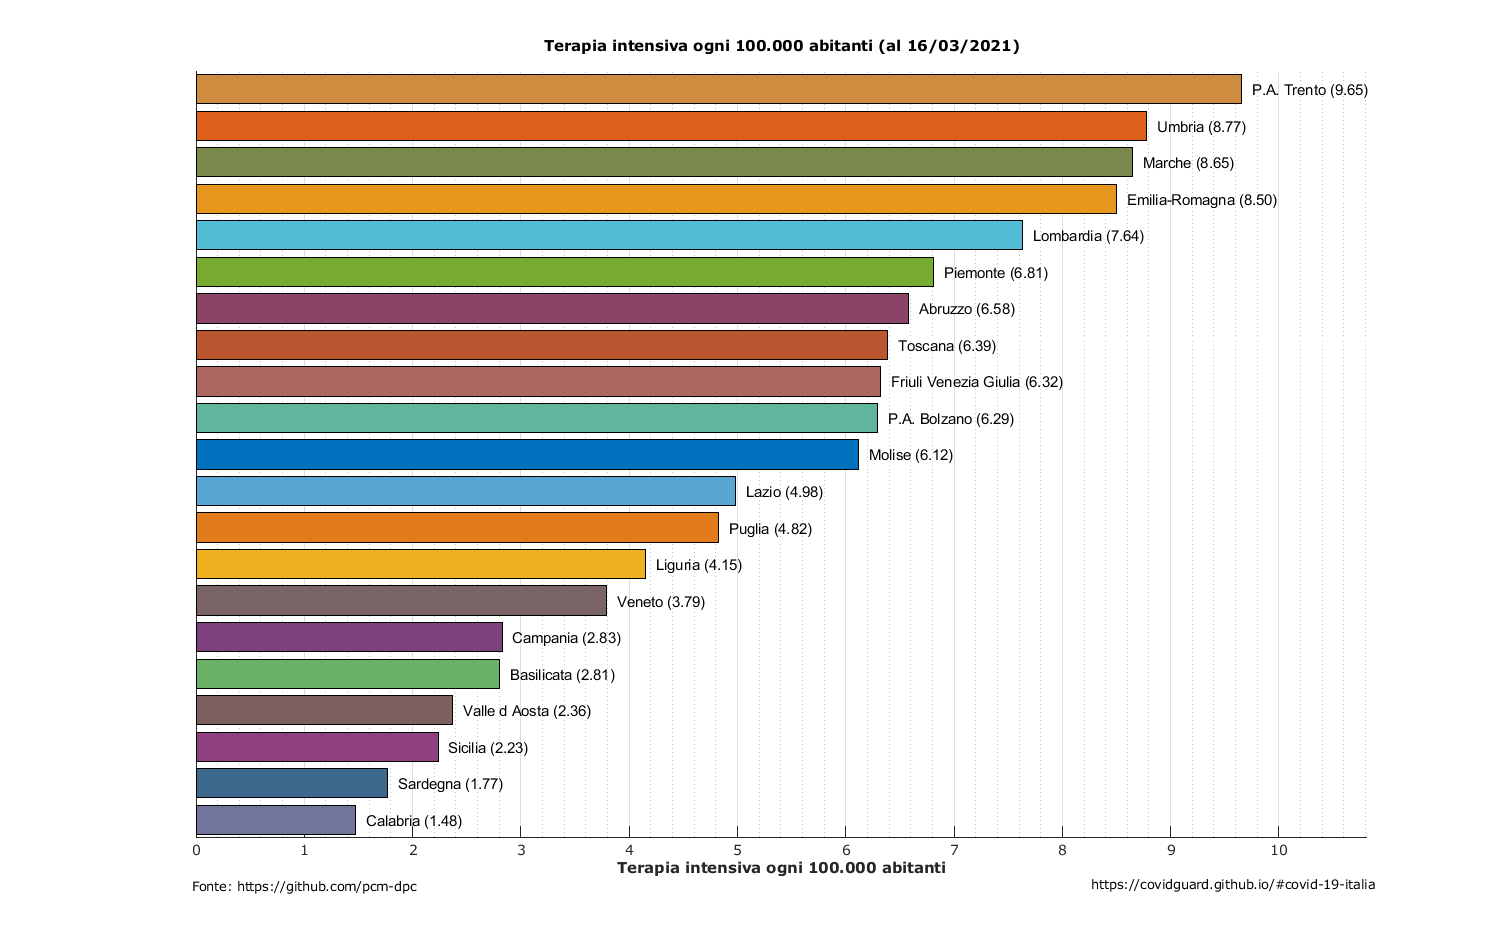 Terapia intensiva ogni 100.000 abitanti (al 16/03/2021)
P.A. Trento (9.65)
Umbria (8.77)
Marche (8.65)
Emilia-Romagna (8.50)
Lombardia (7.64)
Piemonte (6.81)
Abruzzo (6.58)
Toscana (6.39)
Friuli Venezia Giulia (6.32)
P.A. Bolzano (6.29)
Molise (6.12)
Lazio (4.98)
Puglia (4.82)
Liguria (4.15)
Veneto (3.79)
Campania (2.83)
Basilicata (2.81)
Valle d Aosta (2.36)
Sicilia (2.23)
Sardegna (1.77)
Calabria (1.48)
0 1 2 3 4 5 6 7 8 9 10
Terapia intensiva ogni 100.000 abitanti
Fonte: https://github.com/pcm-dpc
https://covidguard.github.io/#covid-19-italia